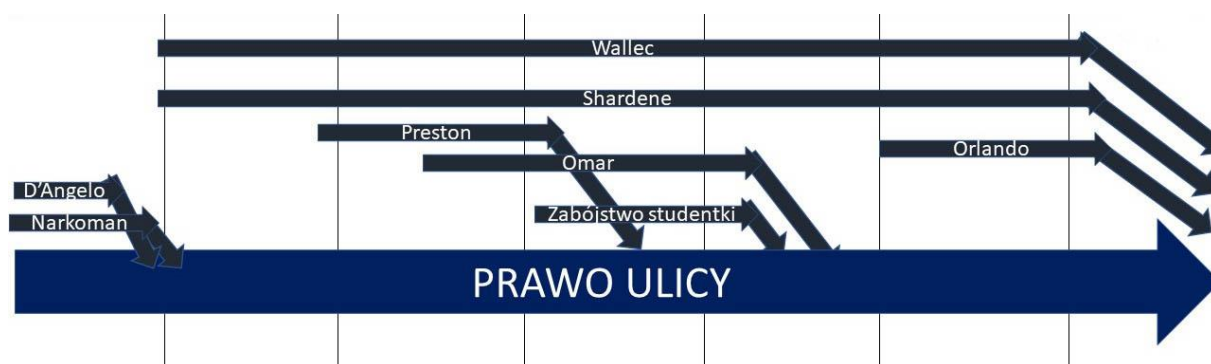 Wallec
Shardene
Preston
Omar
Orlando
D'Angelo
Zabójstwo studentki
Narkoman
PRAWO ULICY